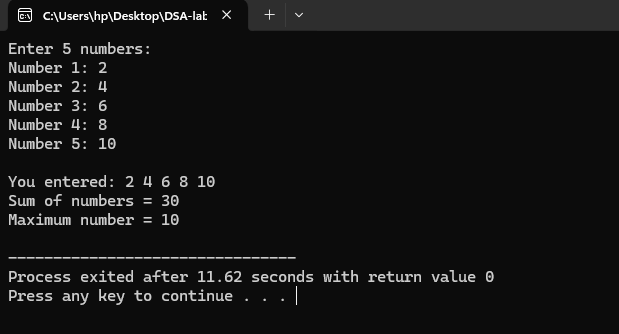 C:\Users\hp\Desktop\DSA-lab
Enter 5 numbers:
Number 1: 2
Number 2: 4
Number 3: 6
Number 4: 8
Number 5: 10
You entered: 2 4 6 8 10
Sum of numbers = 30
Maximum number = 10
--------------------------------
Process exited after 11.62 seconds with return value 0
Press any key to continue . . .